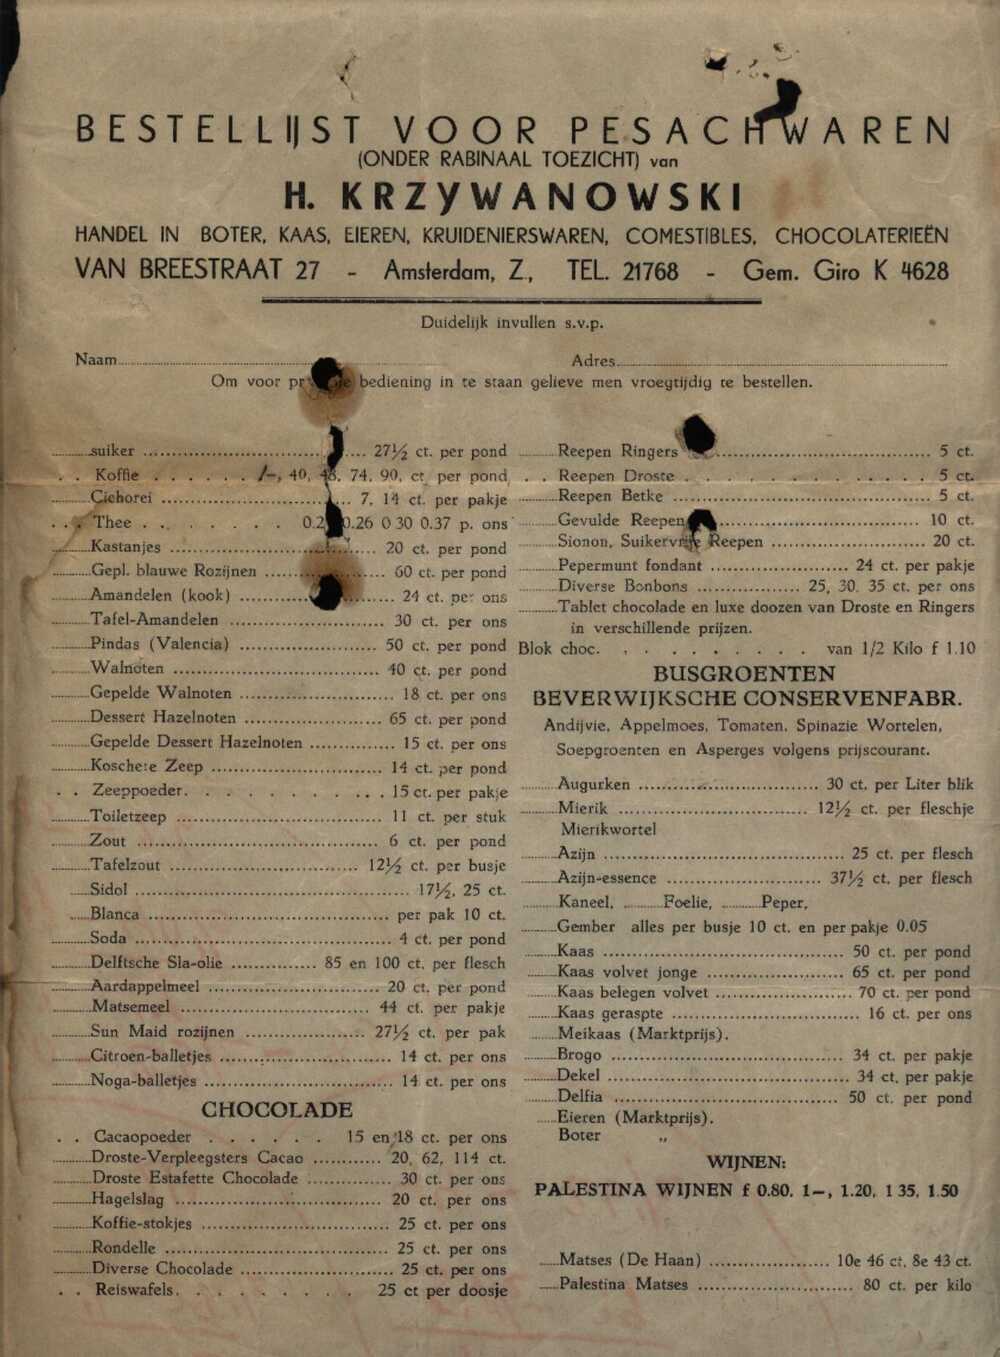 BESTELLIJST VOOR PESACHWAREN
(ONDER RABINAAL TOEZICHT) van
H. KRZYWANOWSKI
HANDEL IN BOTER, KAAS, EIEREN, KRUIDENIERSWAREN, COMESTIBLES, CHOCOLATERIEËN
VAN BREESTRAAT 27 - Amsterdam, Z., TEL. 21768 - Gem. Giro K 4628
Duidelijk invullen s.v.p.
Naam.......... Adres..........
Om voor bediening in te staan gelieve men vroegtijdig te bestellen.
suiker .......... 27½ ct. per pond
Koffie .......... /-, 40, 48, 74, 90, ct per pond
Cichorei .......... 7, 14 ct. per pakje
Thee .......... 0.26 0 30 0.37 p. ons
Kastanjes .......... 20 ct. per pond
Gepl. blauwe Rozijnen .......... 60 ct. per pond
Amandelen (kook) .......... 24 ct. per ons
Tafel-Amandelen .......... 30 ct. per ons
Pindas (Valencia) .......... 50 ct. per pond
Walnoten .......... 40 ct. per pond
Gepelde Walnoten .......... 18 ct. per ons
Dessert Hazelnoten .......... 65 ct. per pond
Gepelde Dessert Hazelnoten .......... 15 ct. per ons
Koschere Zeep .......... 14 ct. per pond
Zeeppoeder .......... 15 ct. per pakje
Toiletzeep .......... 11 ct. per stuk
Zout .......... 6 ct. per pond
Tafelzout .......... 12½ ct. per busje
Sidol .......... 17½, 25 ct.
Blanca .......... per pak 10 ct.
Soda .......... 4 ct. per pond
Delftsche Sla-olie .......... 85 en 100 ct. per flesch
Aardappelmeel .......... 20 ct. per pond
Matsemeel .......... 44 ct. per pakje
Sun Maid rozijnen .......... 27½ ct. per pak
Citroen-balletjes .......... 14 ct. per ons
Noga-balletjes .......... 14 ct. per ons
CHOCOLADE
Cacaopoeder .......... 15 en 18 ct. per ons
Droste-Verpleegsters Cacao .......... 20, 62, 114 ct.
Droste Estafette Chocolade .......... 30 ct. per ons
Hagelslag .......... 20 ct. per ons
Koffie-stokjes .......... 25 ct. per ons
Rondelle .......... 25 ct. per ons
Diverse Chocolade .......... 25 ct. per ons
Reiswafels .......... 25 ct per doosje
Reepen Ringers .......... 5 ct.
Reepen Droste .......... 5 ct.
Reepen Betke .......... 5 ct.
Gevulde Reepen .......... 10 ct.
Sionon, Suikervrije Reepen .......... 20 ct.
Pepermunt fondant .......... 24 ct. per pakje
Diverse Bonbons .......... 25, 30, 35 ct. per ons
Tablet chocolade en luxe doozen van Droste en Ringers
in verschillende prijzen.
Blok choc. .......... van 1/2 Kilo f 1.10
BUSGROENTEN
BEVERWIJKSCHE CONSERVENFABR.
Andijvie, Appelmoes, Tomaten, Spinazie Wortelen,
Soepgroenten en Asperges volgens prijscourant.
Augurken .......... 30 ct. per Liter blik
Mierik .......... 12½ ct. per fleschje
Mierikwortel
Azijn .......... 25 ct. per flesch
Azijn-essence .......... 37½ ct. per flesch
Kaneel, ..........Foelie, ..........Peper,
Gember alles per busje 10 ct. en per pakje 0.05
Kaas .......... 50 ct. per pond
Kaas volvet jonge .......... 65 ct. per pond
Kaas belegen volvet .......... 70 ct. per pond
Kaas geraspte .......... 16 ct. per ons
Meikaas (Marktprijs).
Brogo .......... 34 ct. per pakje
Dekel .......... 34 ct. per pakje
Delfia .......... 50 ct. per pond
Eieren (Marktprijs).
Boter „
WIJNEN:
PALESTINA WIJNEN f 0.80, 1-, 1.20, 1 35, 1.50
Matses (De Haan) .......... 10e 46 ct. 8e 43 ct.
Palestina Matses .......... 80 ct. per kilo